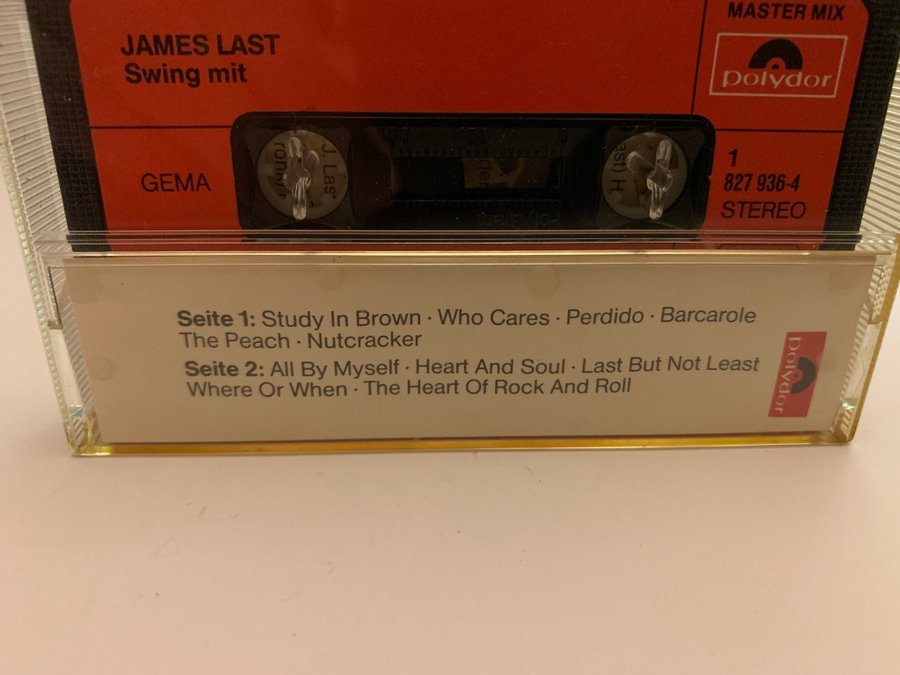 MASTER MIX
JAMES LAST
Swing mit
polydor
GEMA
1
827 936-4
STEREO
Seite 1: Study In Brown · Who Cares · Perdido · Barcarole
The Peach · Nutcracker
Seite 2: All By Myself · Heart And Soul · Last But Not Least
Where Or When · The Heart Of Rock And Roll
polydor